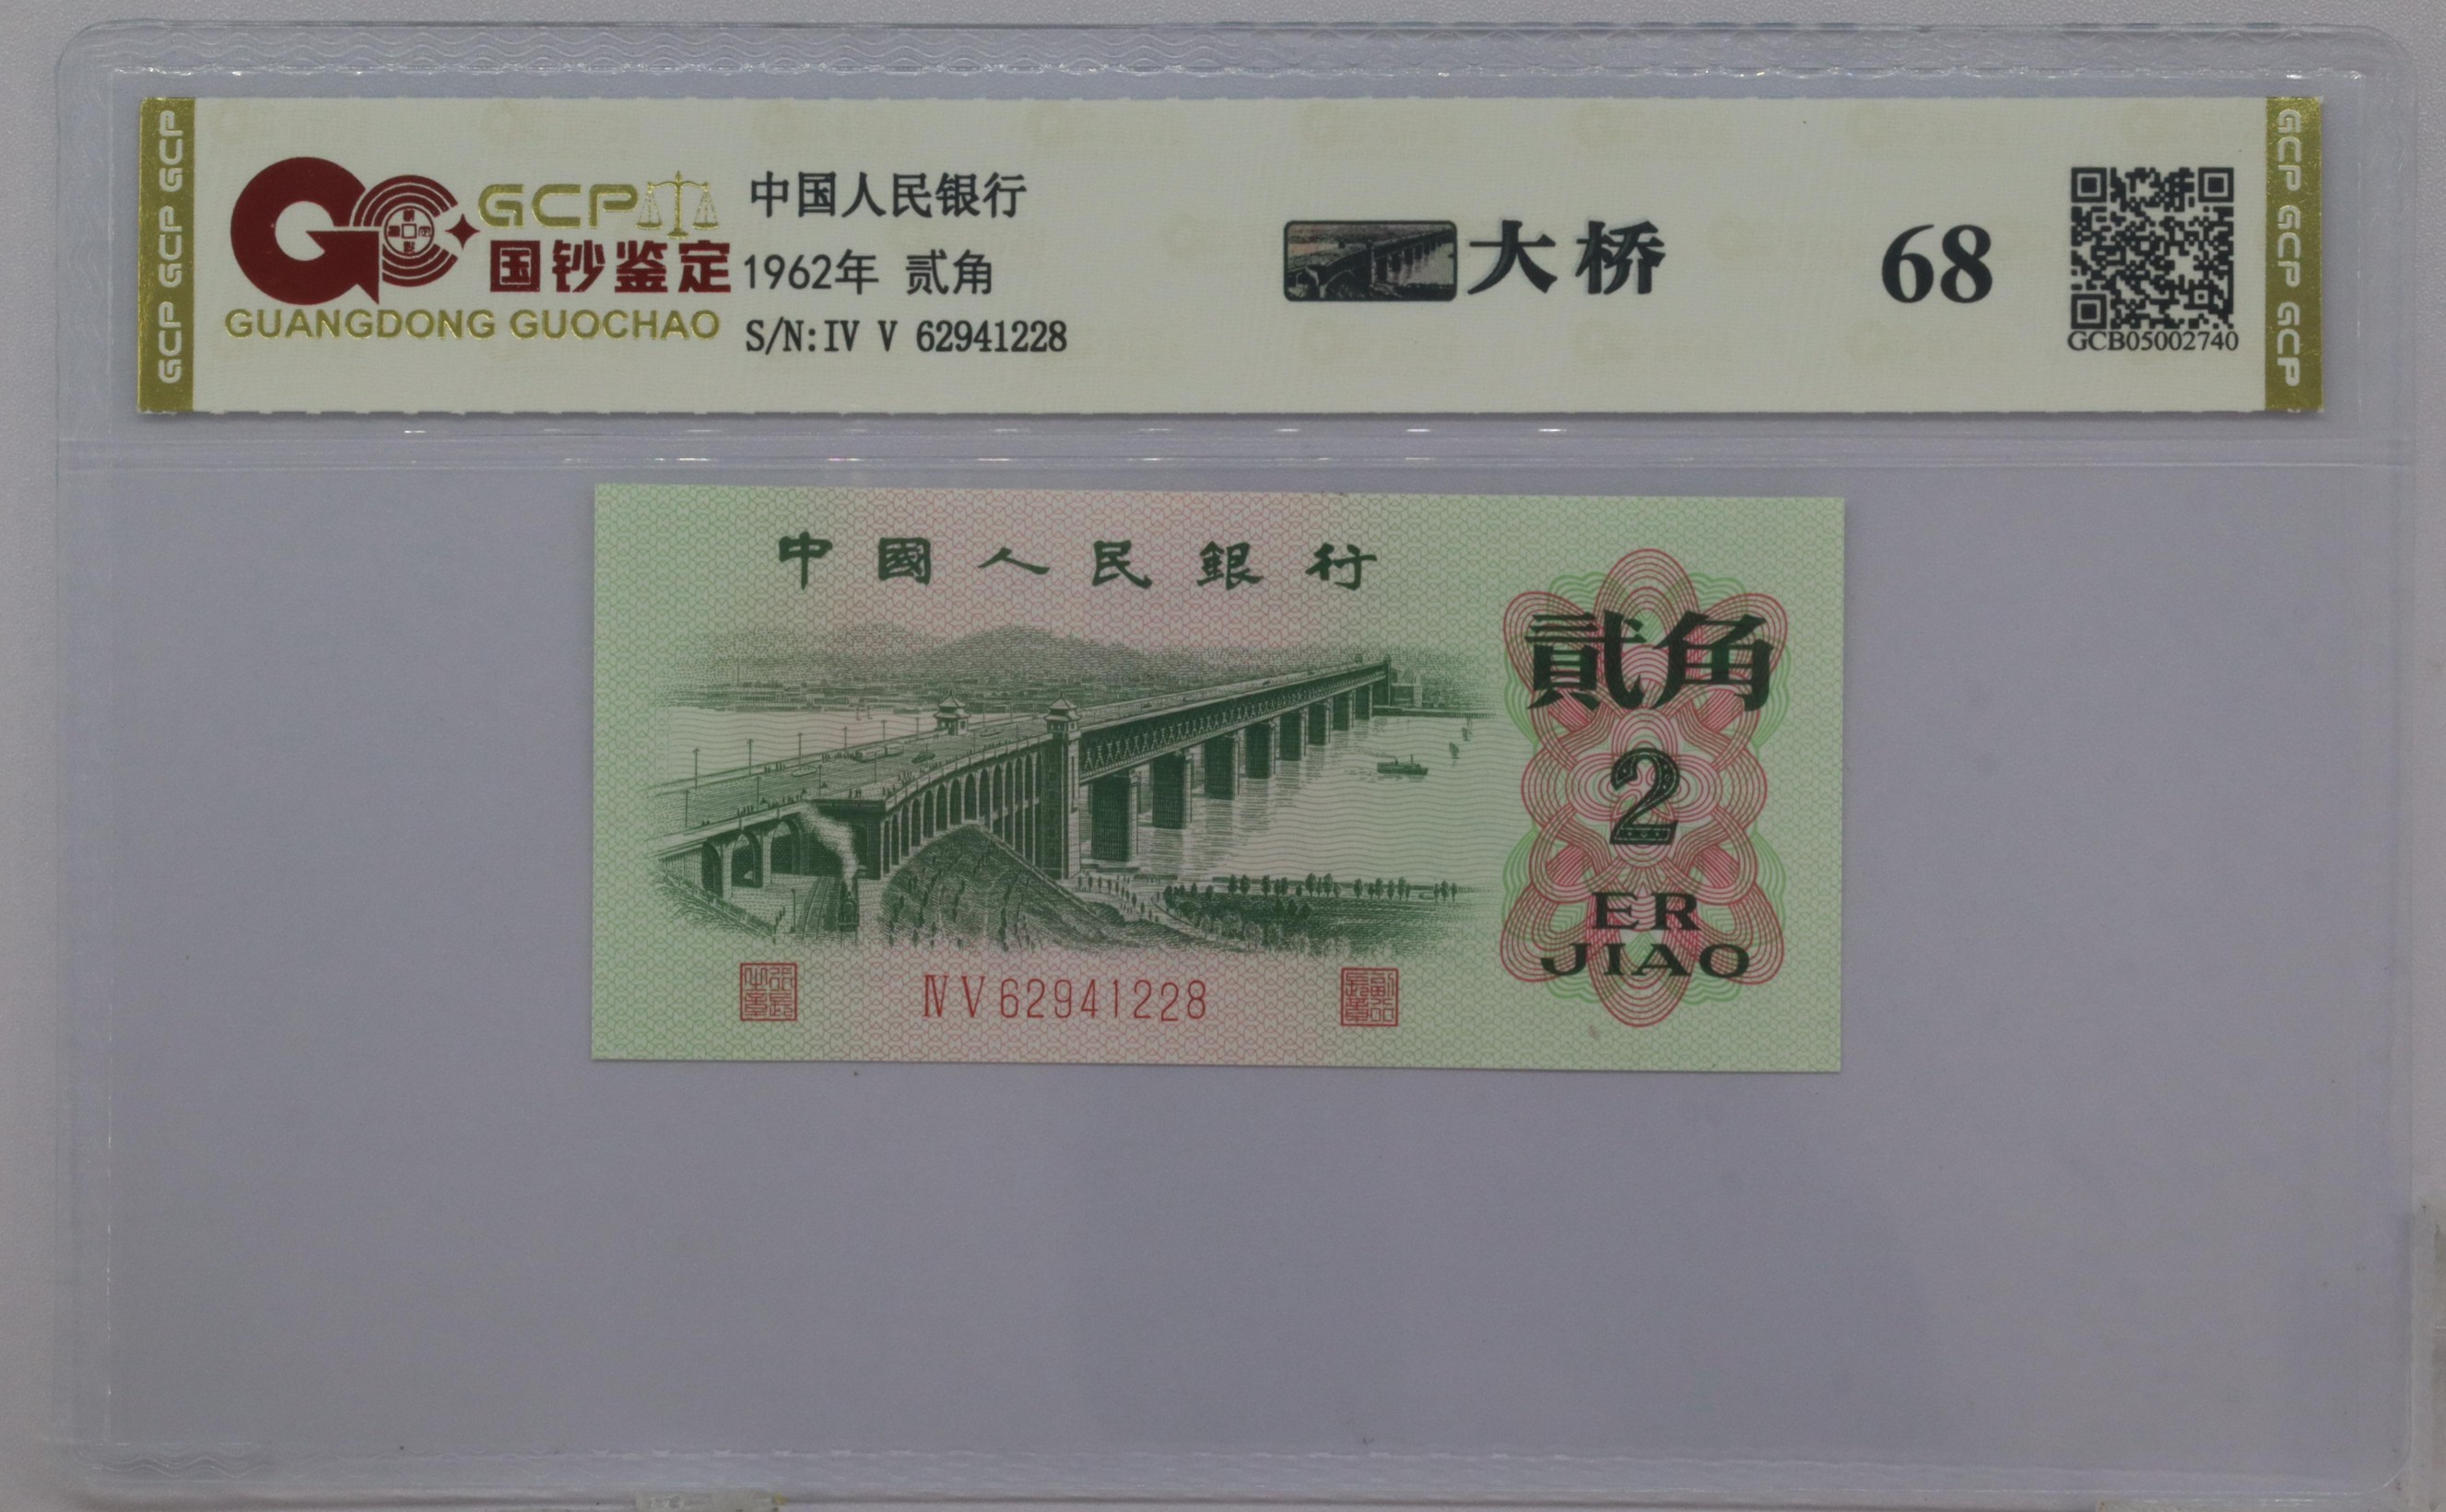 GCP GCP GCP
GCP
国钞鉴定
GUANGDONG GUOCHAO
中国人民银行
1962年 贰角
S/N:IV V 62941228
大桥
68
GCB05002740
GCP GCP GCP
中國人民銀行
貳角
2
ER
JIAO
IV V 62941228